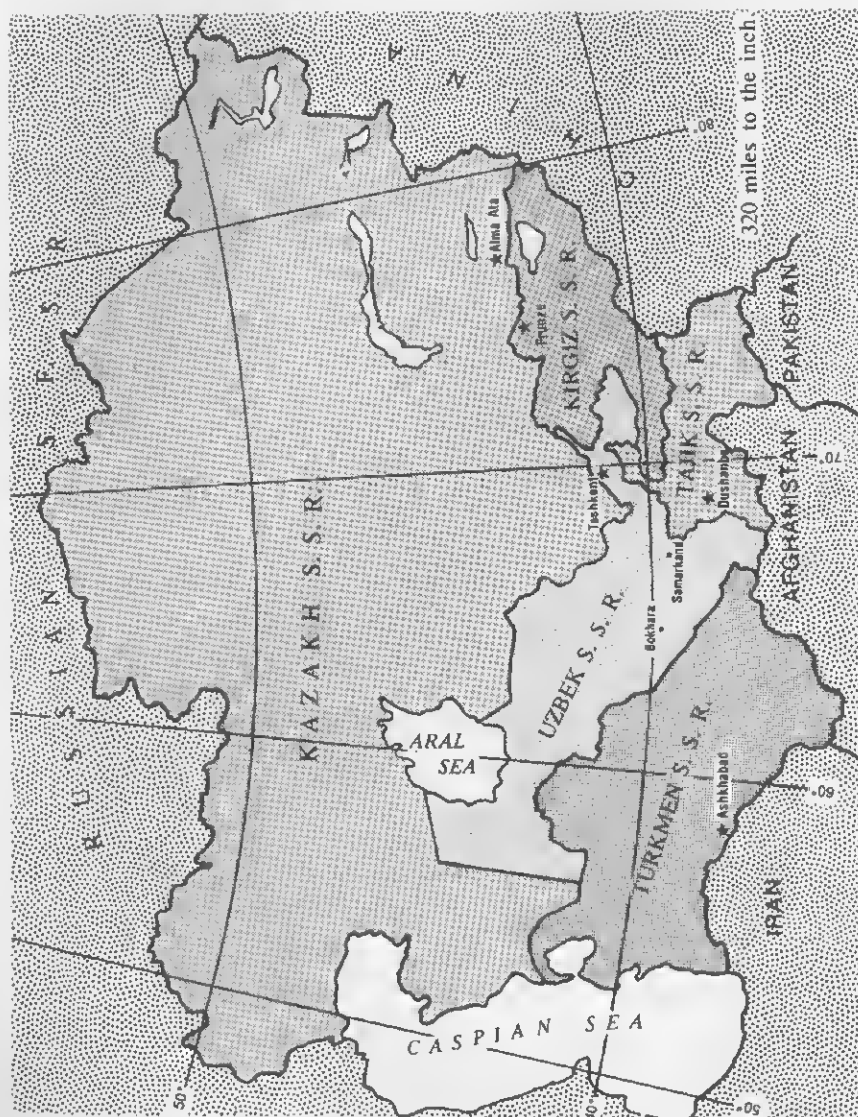 RUSSIAN S F S R
KAZAKH S. S. R.
ARAL
SEA
CASPIAN SEA
UZBEK S. S. R.
TURKMEN S. S. R.
KIRGIZ S. S. R.
TAJIK S. S. R.
CHINA
Alma Ata
Frunze
Tashkent
Samarkand
Bokhara
Dushanbe
Ashkhabad
IRAN
AFGHANISTAN
PAKISTAN
50°
40°
50°
60°
70°
80°
320 miles to the inch